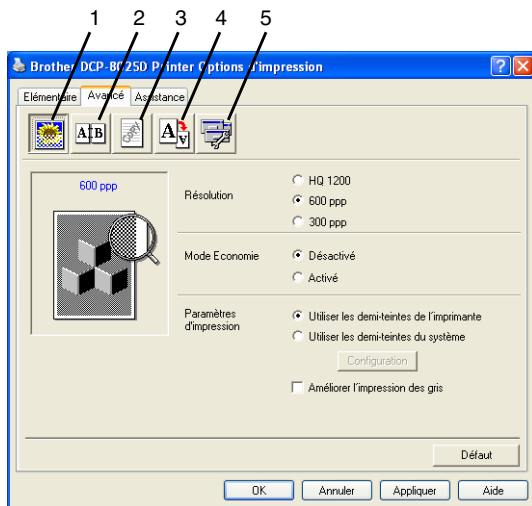 1 2 3 4 5
Brother DCP-8025D Printer Options d'impression
Elémentaire Avancé Assistance
A B COPY A A
600 ppp
Résolution
HQ 1200
600 ppp
300 ppp
Mode Economie
Désactivé
Activé
Paramètres
d'impression
Utiliser les demi-teintes de l'imprimante
Utiliser les demi-teintes du système
Configuration
Améliorer l'impression des gris
Défaut
OK Annuler Appliquer Aide